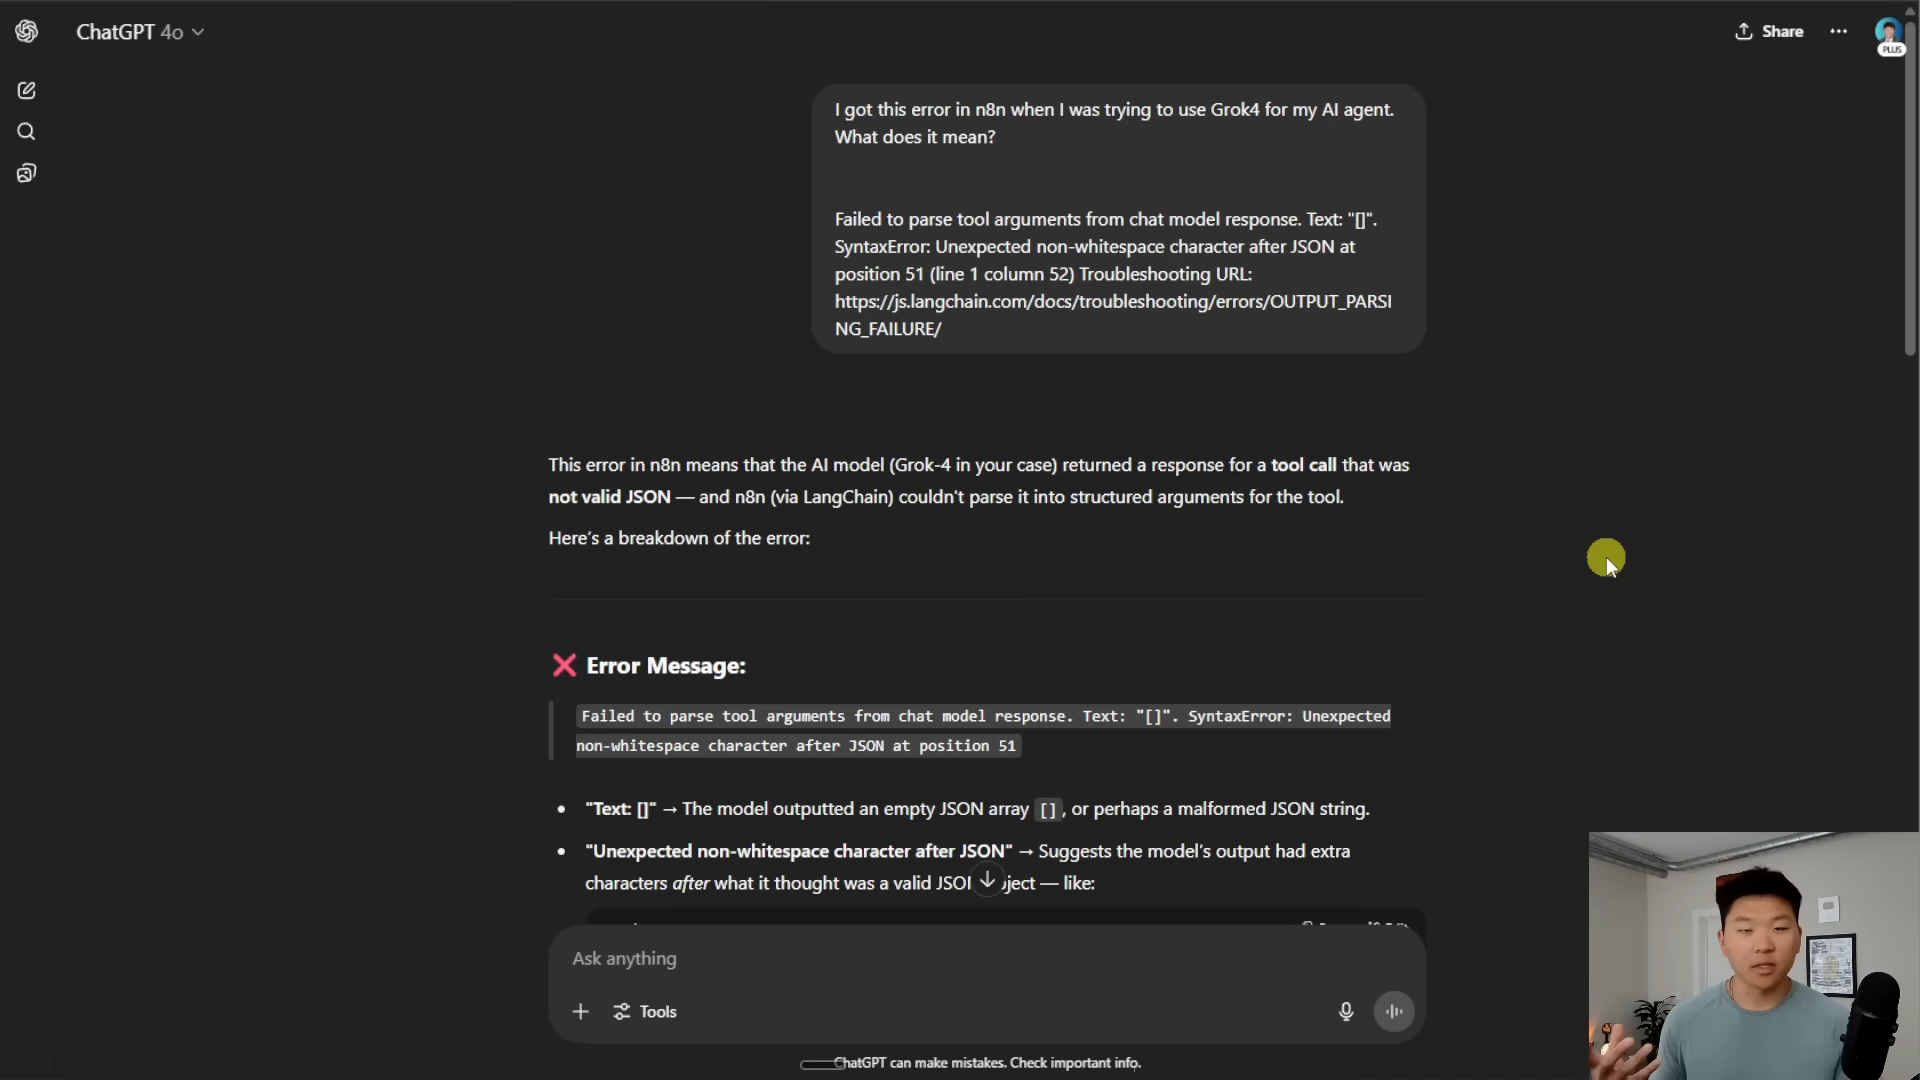 ChatGPT 4o
Share
PLUS
I got this error in n8n when I was trying to use Grok4 for my AI agent.
What does it mean?
Failed to parse tool arguments from chat model response. Text: "[]".
SyntaxError: Unexpected non-whitespace character after JSON at
position 51 (line 1 column 52) Troubleshooting URL:
https://js.langchain.com/docs/troubleshooting/errors/OUTPUT_PARSI
NG_FAILURE/
This error in n8n means that the AI model (Grok-4 in your case) returned a response for a tool call that was
not valid JSON — and n8n (via LangChain) couldn't parse it into structured arguments for the tool.
Here's a breakdown of the error:
❌ Error Message:
Failed to parse tool arguments from chat model response. Text: "[]". SyntaxError: Unexpected
non-whitespace character after JSON at position 51
• "Text: []" → The model outputted an empty JSON array [], or perhaps a malformed JSON string.
• "Unexpected non-whitespace character after JSON" → Suggests the model's output had extra
characters after what it thought was a valid — like:
Ask anything
Tools
ChatGPT can make mistakes. Check important info.